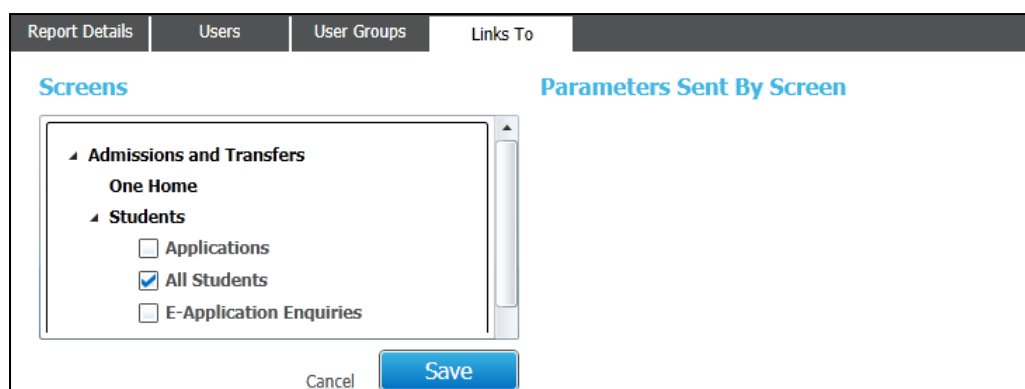 Report Details Users User Groups Links To
Screens Parameters Sent By Screen
Admissions and Transfers
One Home
Students
Applications
All Students
E-Application Enquiries
Cancel Save